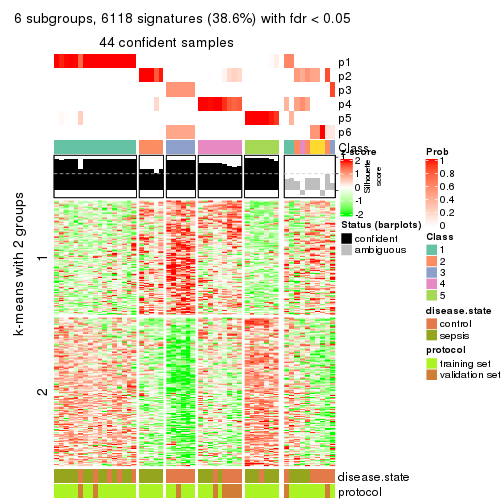 6 subgroups, 6118 signatures (38.6%) with fdr < 0.05
44 confident samples
p1
p2
p3
p4
p5
p6
Class
z-score
2
1
0
-1
-2
1
Silhouette
score
Status (barplots)
confident
ambiguous
Prob
1
0.8
0.6
0.4
0.2
0
Class
1
2
3
4
5
disease.state
control
sepsis
protocol
training set
validation set
k-means with 2 groups
1
2
disease.state
protocol